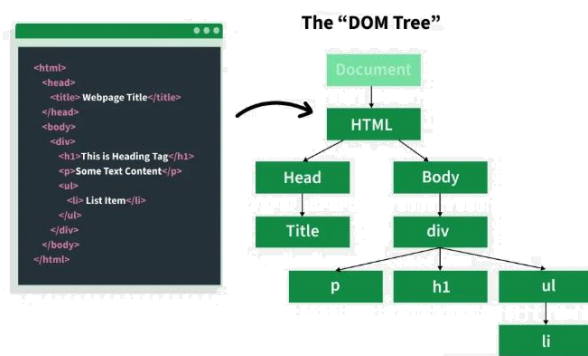 The “DOM Tree”
<html>
<head>
<title> Webpage Title</title>
</head>
<body>
<div>
<h1>This is Heading Tag</h1>
<p>Some Text Content</p>
<ul>
<li> List Item</li>
</ul>
</div>
</body>
</html>
Document
HTML
Head
Body
Title
div
p
h1
ul
li